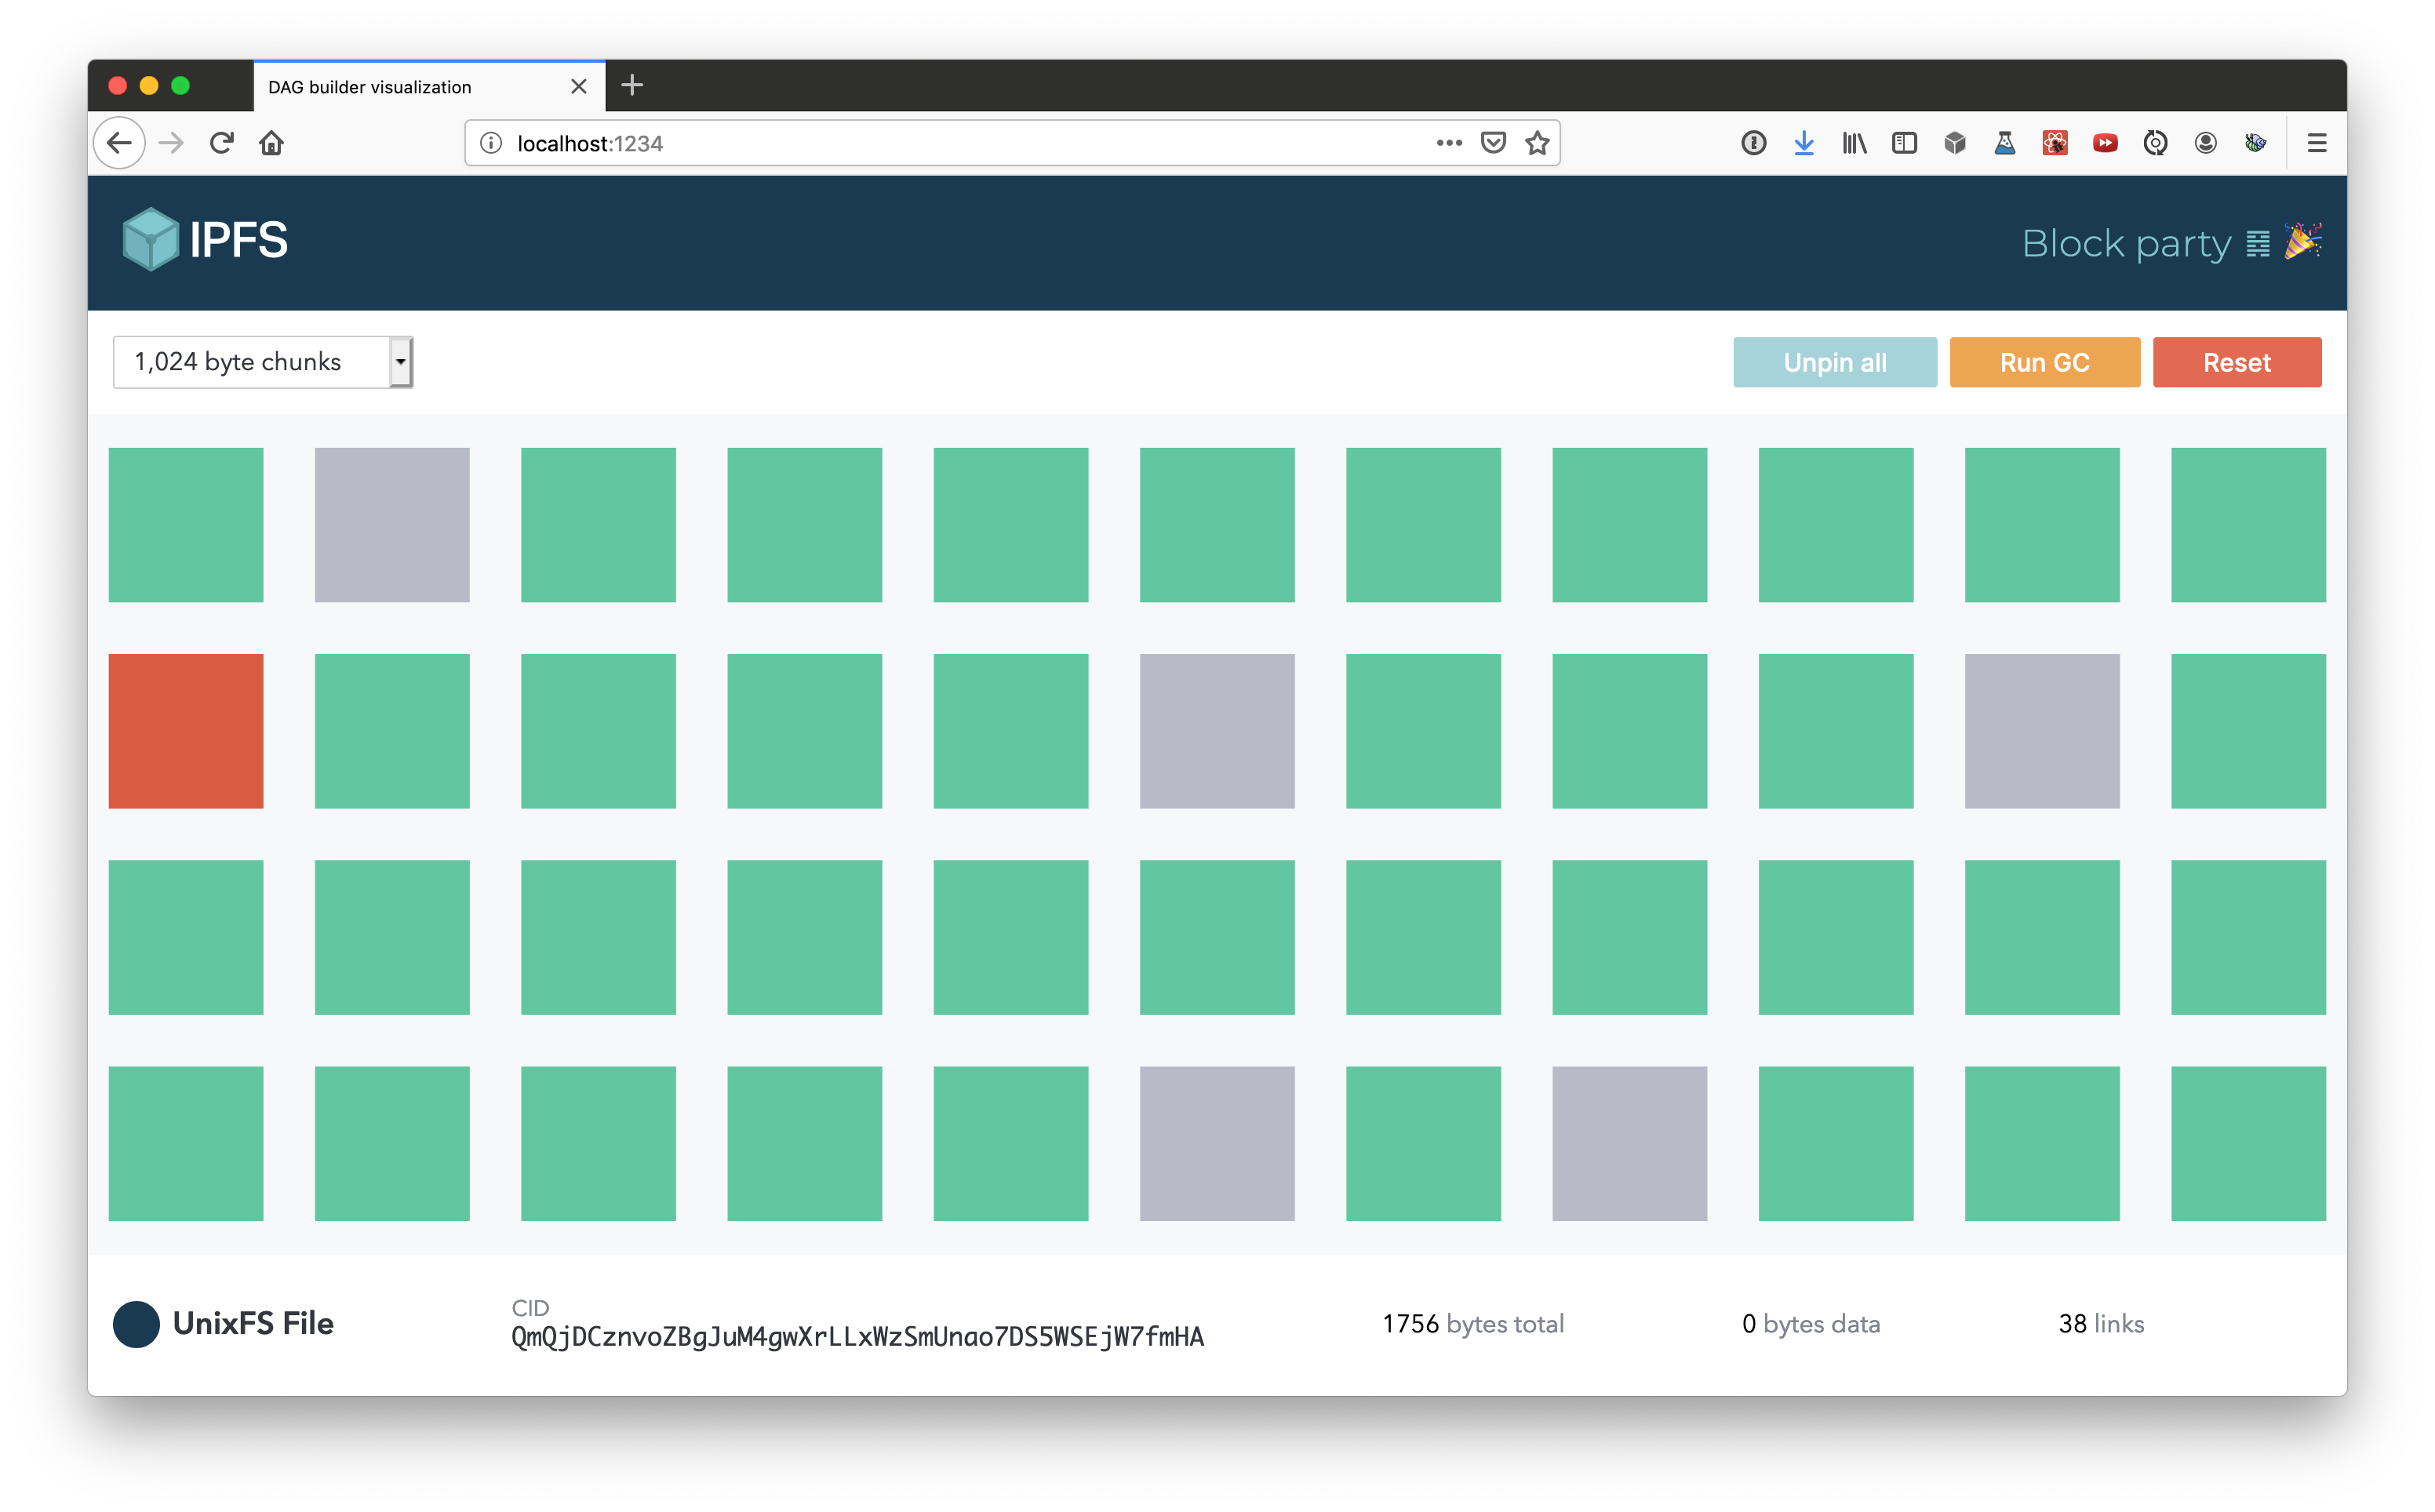 DAG builder visualization
localhost:1234
IPFS
Block party 🎉
1,024 byte chunks
Unpin all
Run GC
Reset
UnixFS File
CID
QmQjDCznvoZBgJuM4gwXrLLxWzSmUnao7DS5WSEjW7fmHA
1756 bytes total
0 bytes data
38 links